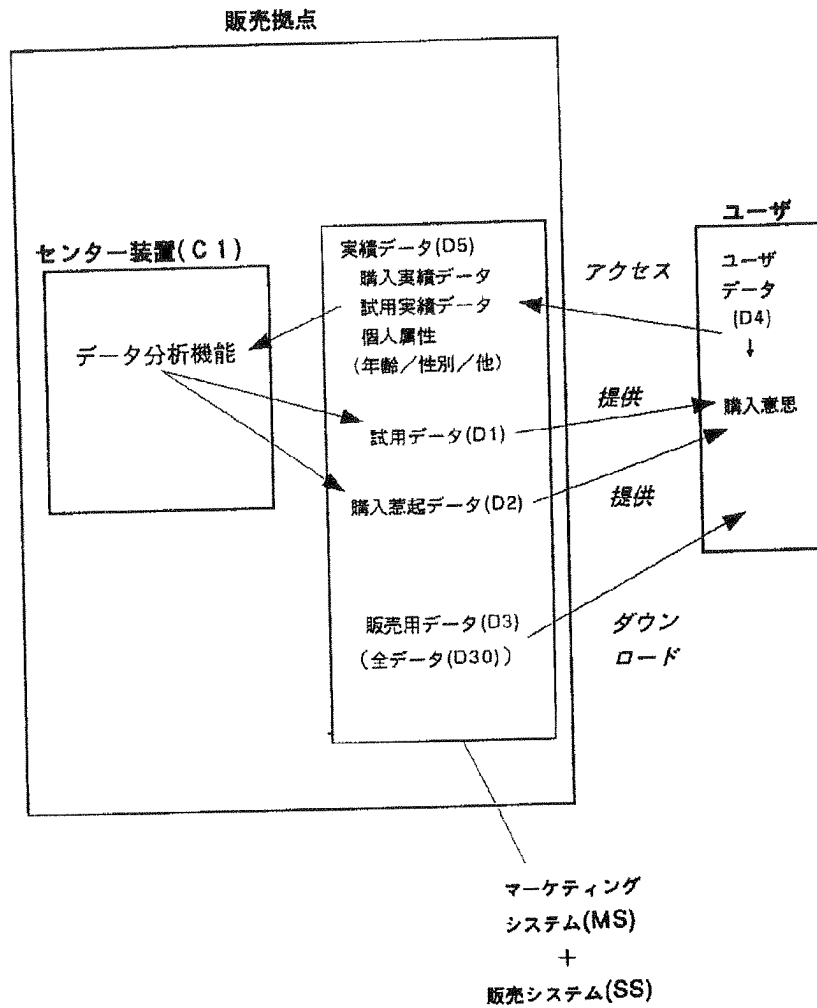 販売拠点
センター装置(C1)
データ分析機能
実績データ(D5)
購入実績データ
試用実績データ
個人属性
(年齢／性別／他)
試用データ(D1)
購入惹起データ(D2)
販売用データ(D3)
(全データ(D30))
アクセス
提供
提供
ダウン
ロード
ユーザ
ユーザ
データ
(D4)
↓
購入意思
マーケティング
システム(MS)
+
販売システム(SS)